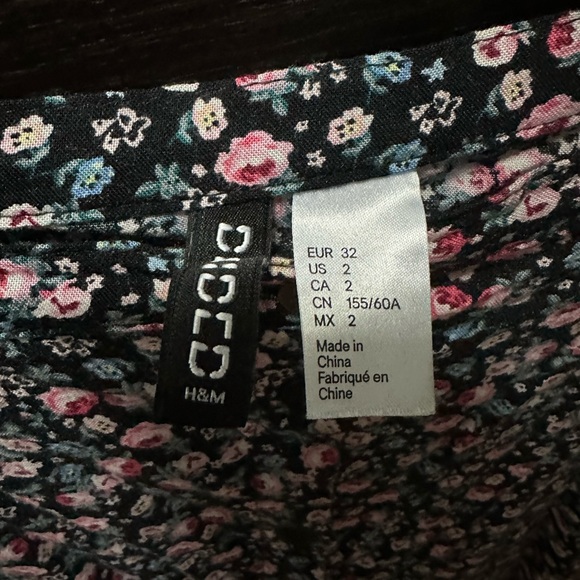 DIVIDED
H&M
EUR 32
US 2
CA 2
CN 155/60A
MX 2
Made in
China
Fabriqué en
Chine